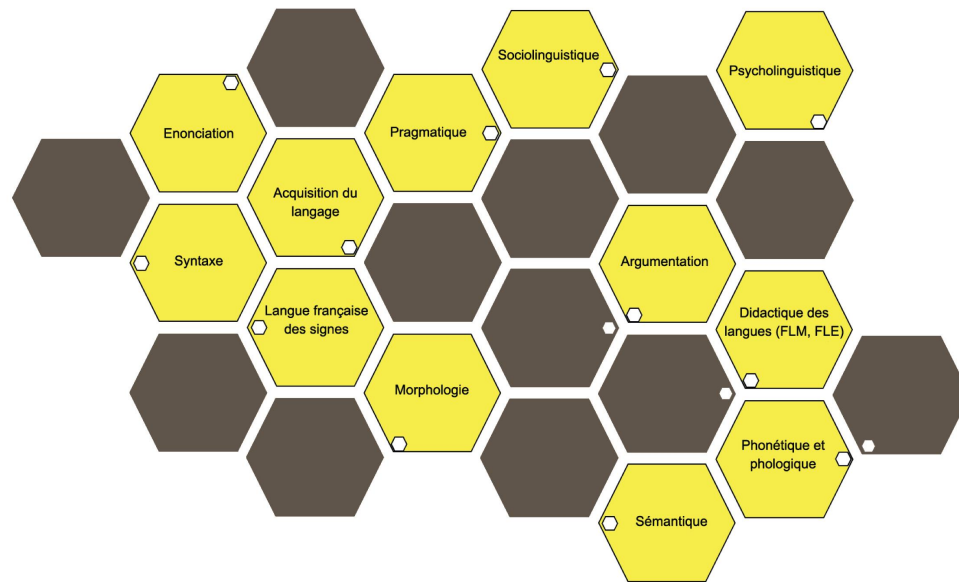 Sociolinguistique
Psycholinguistique
Enonciation
Pragmatique
Acquisition du
langage
Syntaxe
Argumentation
Langue française
des signes
Didactique des
langues (FLM, FLE)
Morphologie
Phonétique et
phologique
Sémantique